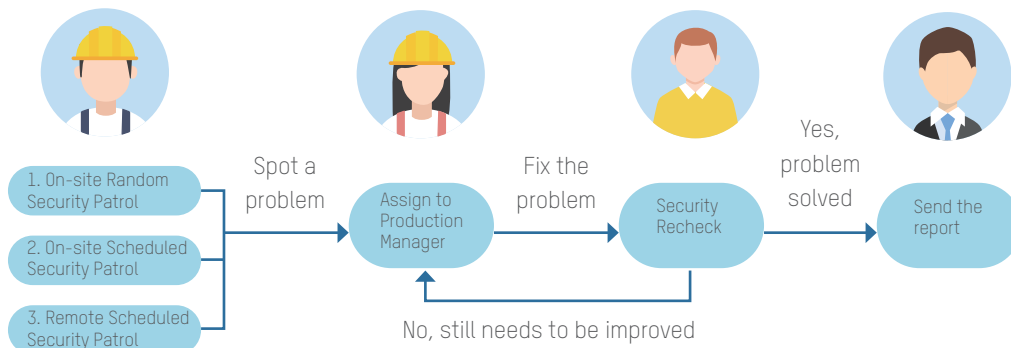 1. On-site Random
Security Patrol
2. On-site Scheduled
Security Patrol
3. Remote Scheduled
Security Patrol
Spot a
problem
Assign to
Production
Manager
Fix the
problem
Security
Recheck
Yes,
problem
solved
Send the
report
No, still needs to be improved